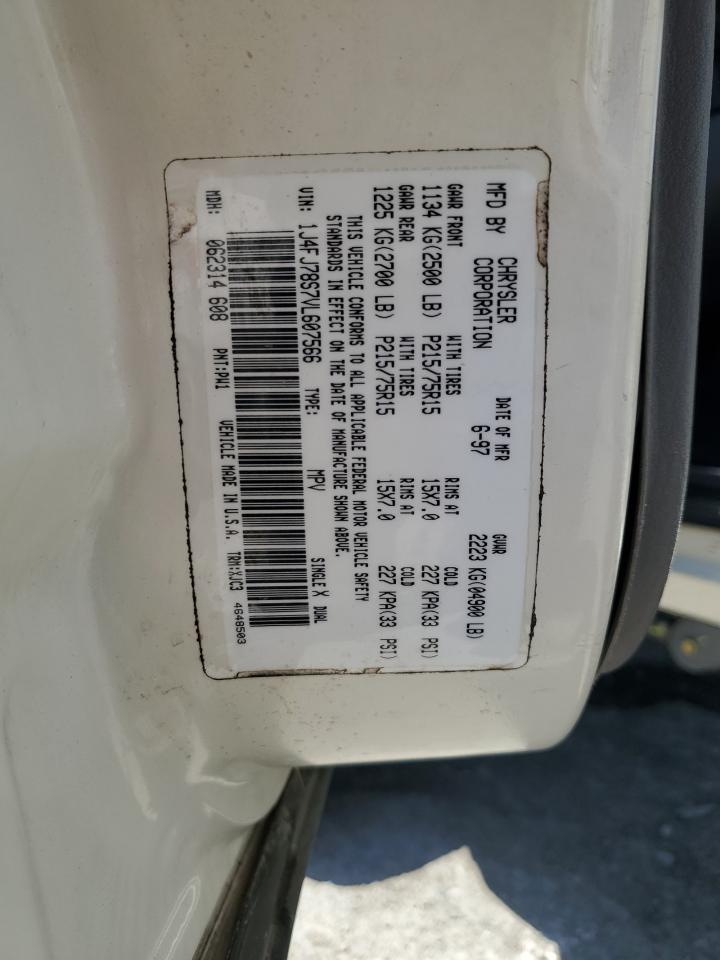 MFD BY CHRYSLER CORPORATION DATE OF MFR 6-97 GVWR 2223 KG(04900 LB)
GAWR FRONT WITH TIRES RIMS AT COLD
1134 KG(2500 LB) P215/75R15 15X7.0 227 KPA(33 PSI)
GAWR REAR WITH TIRES RIMS AT COLD
1225 KG(2700 LB) P215/75R15 15X7.0 227 KPA(33 PSI)
THIS VEHICLE CONFORMS TO ALL APPLICABLE FEDERAL MOTOR VEHICLE SAFETY
STANDARDS IN EFFECT ON THE DATE OF MANUFACTURE SHOWN ABOVE.
VIN: 1J4FJ78S7VL607566 TYPE: MPV SINGLE X DUAL
MDH: 062314 608 PNT:PW1 VEHICLE MADE IN U.S.A. TRM:XJC3 4648503